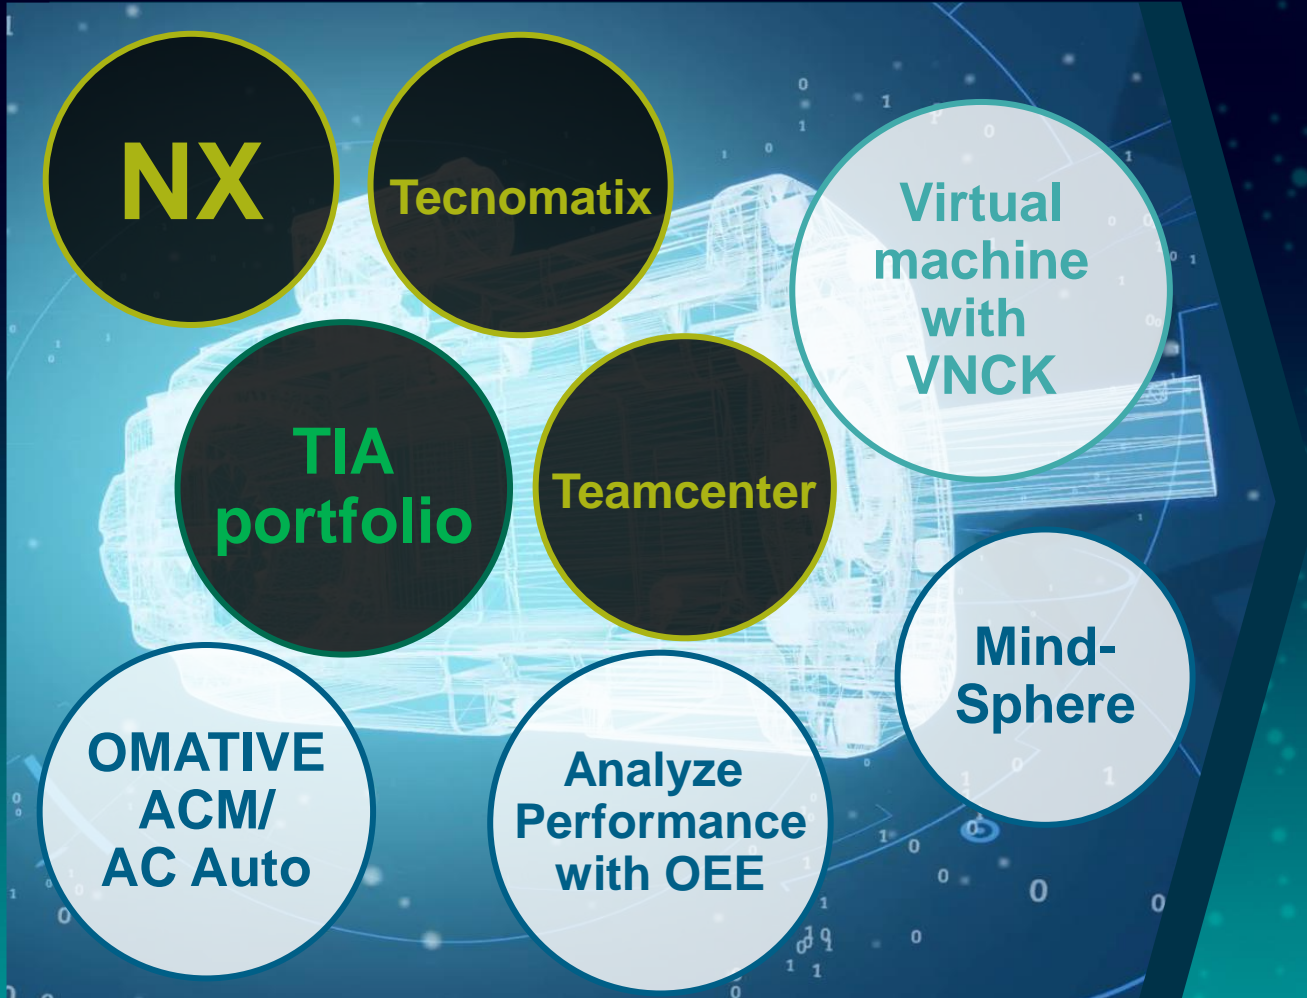 NX
Tecnomatix
Virtual
machine
with
VNCK
TIA
portfolio
Teamcenter
Mind-
Sphere
OMATIVE
ACM/
AC Auto
Analyze
Performance
with OEE